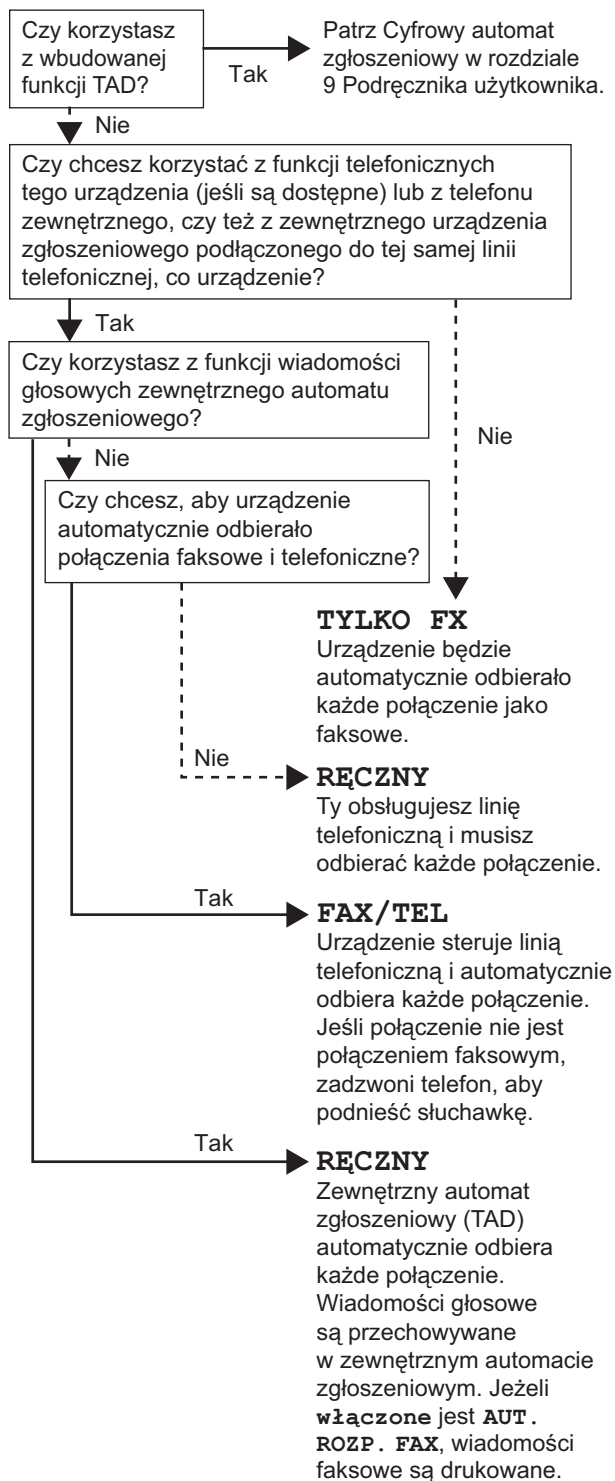 Czy korzystasz
z wbudowanej
funkcji TAD?
Tak
Patrz Cyfrowy automat
zgłoszeniowy w rozdziale
9 Podręcznika użytkownika.
Nie
Czy chcesz korzystać z funkcji telefonicznych
tego urządzenia (jeśli są dostępne) lub z telefonu
zewnętrznego, czy też z zewnętrznego urządzenia
zgłoszeniowego podłączonego do tej samej linii
telefonicznej, co urządzenie?
Tak
Czy korzystasz z funkcji wiadomości
głosowych zewnętrznego automatu
zgłoszeniowego?
Nie
Nie
Czy chcesz, aby urządzenie
automatycznie odbierało
połączenia faksowe i telefoniczne?
TYLKO FX
Urządzenie będzie
automatycznie odbierało
każde połączenie jako
faksowe.
Nie
RĘCZNY
Ty obsługujesz linię
telefoniczną i musisz
odbierać każde połączenie.
Tak
FAX/TEL
Urządzenie steruje linią
telefoniczną i automatycznie
odbiera każde połączenie.
Jeśli połączenie nie jest
połączeniem faksowym,
zadzwoni telefon, aby
podnieść słuchawkę.
Tak
RĘCZNY
Zewnętrzny automat
zgłoszeniowy (TAD)
automatycznie odbiera
każde połączenie.
Wiadomości głosowe
są przechowywane
w zewnętrznym automacie
zgłoszeniowym. Jeżeli
włączone jest AUT.
ROZP. FAX, wiadomości
faksowe są drukowane.